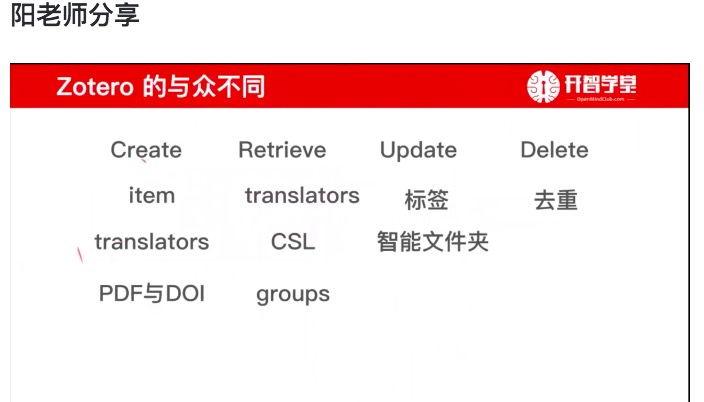 阳老师分享
Zotero 的与众不同
开智学堂
OpenMindClub.com
Create Retrieve Update Delete
item translators 标签 去重
translators CSL 智能文件夹
PDF与DOI groups